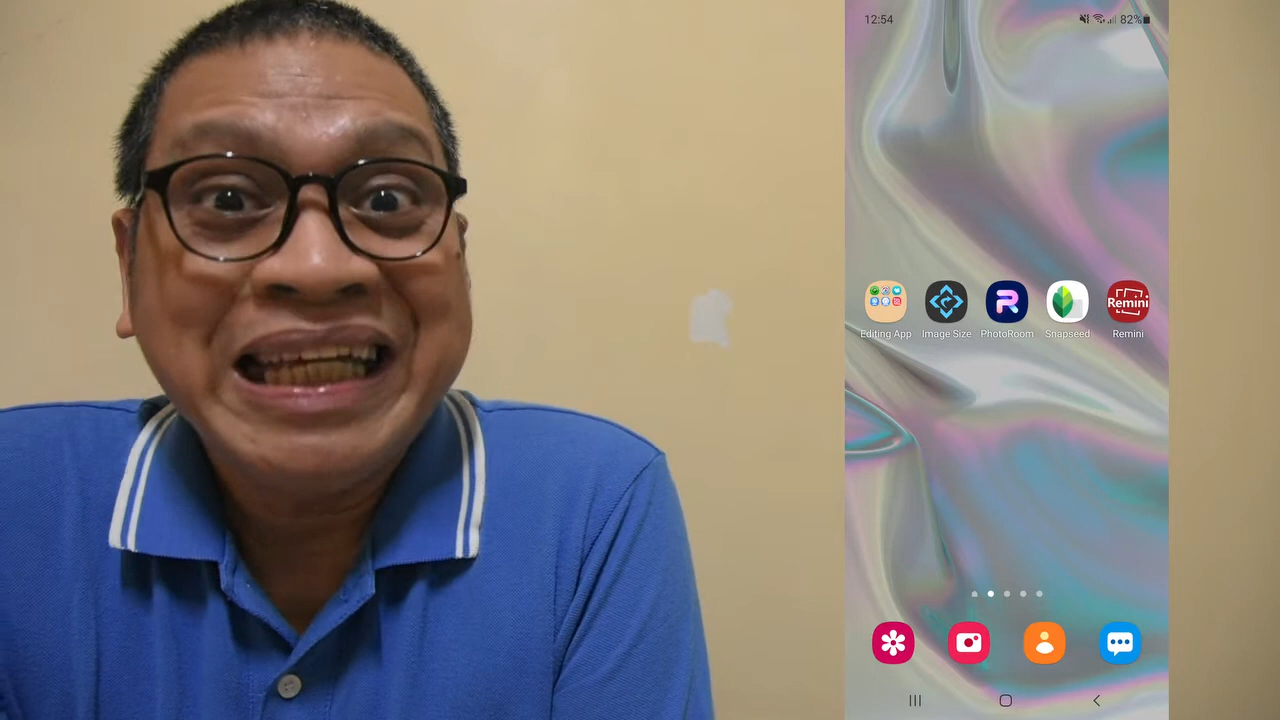 12:54
82%
Editing App
Image Size
PhotoRoom
Snapseed
Remini
Remini